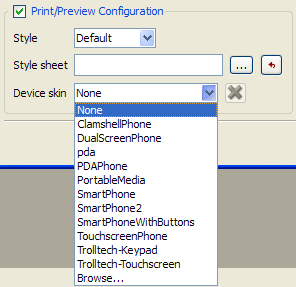 Print/Preview Configuration
Style Default
Style sheet ...
Device skin None
None
ClamshellPhone
DualScreenPhone
pda
PDAPhone
PortableMedia
SmartPhone
SmartPhone2
SmartPhoneWithButtons
TouchscreenPhone
Trolltech-Keypad
Trolltech-Touchscreen
Browse...